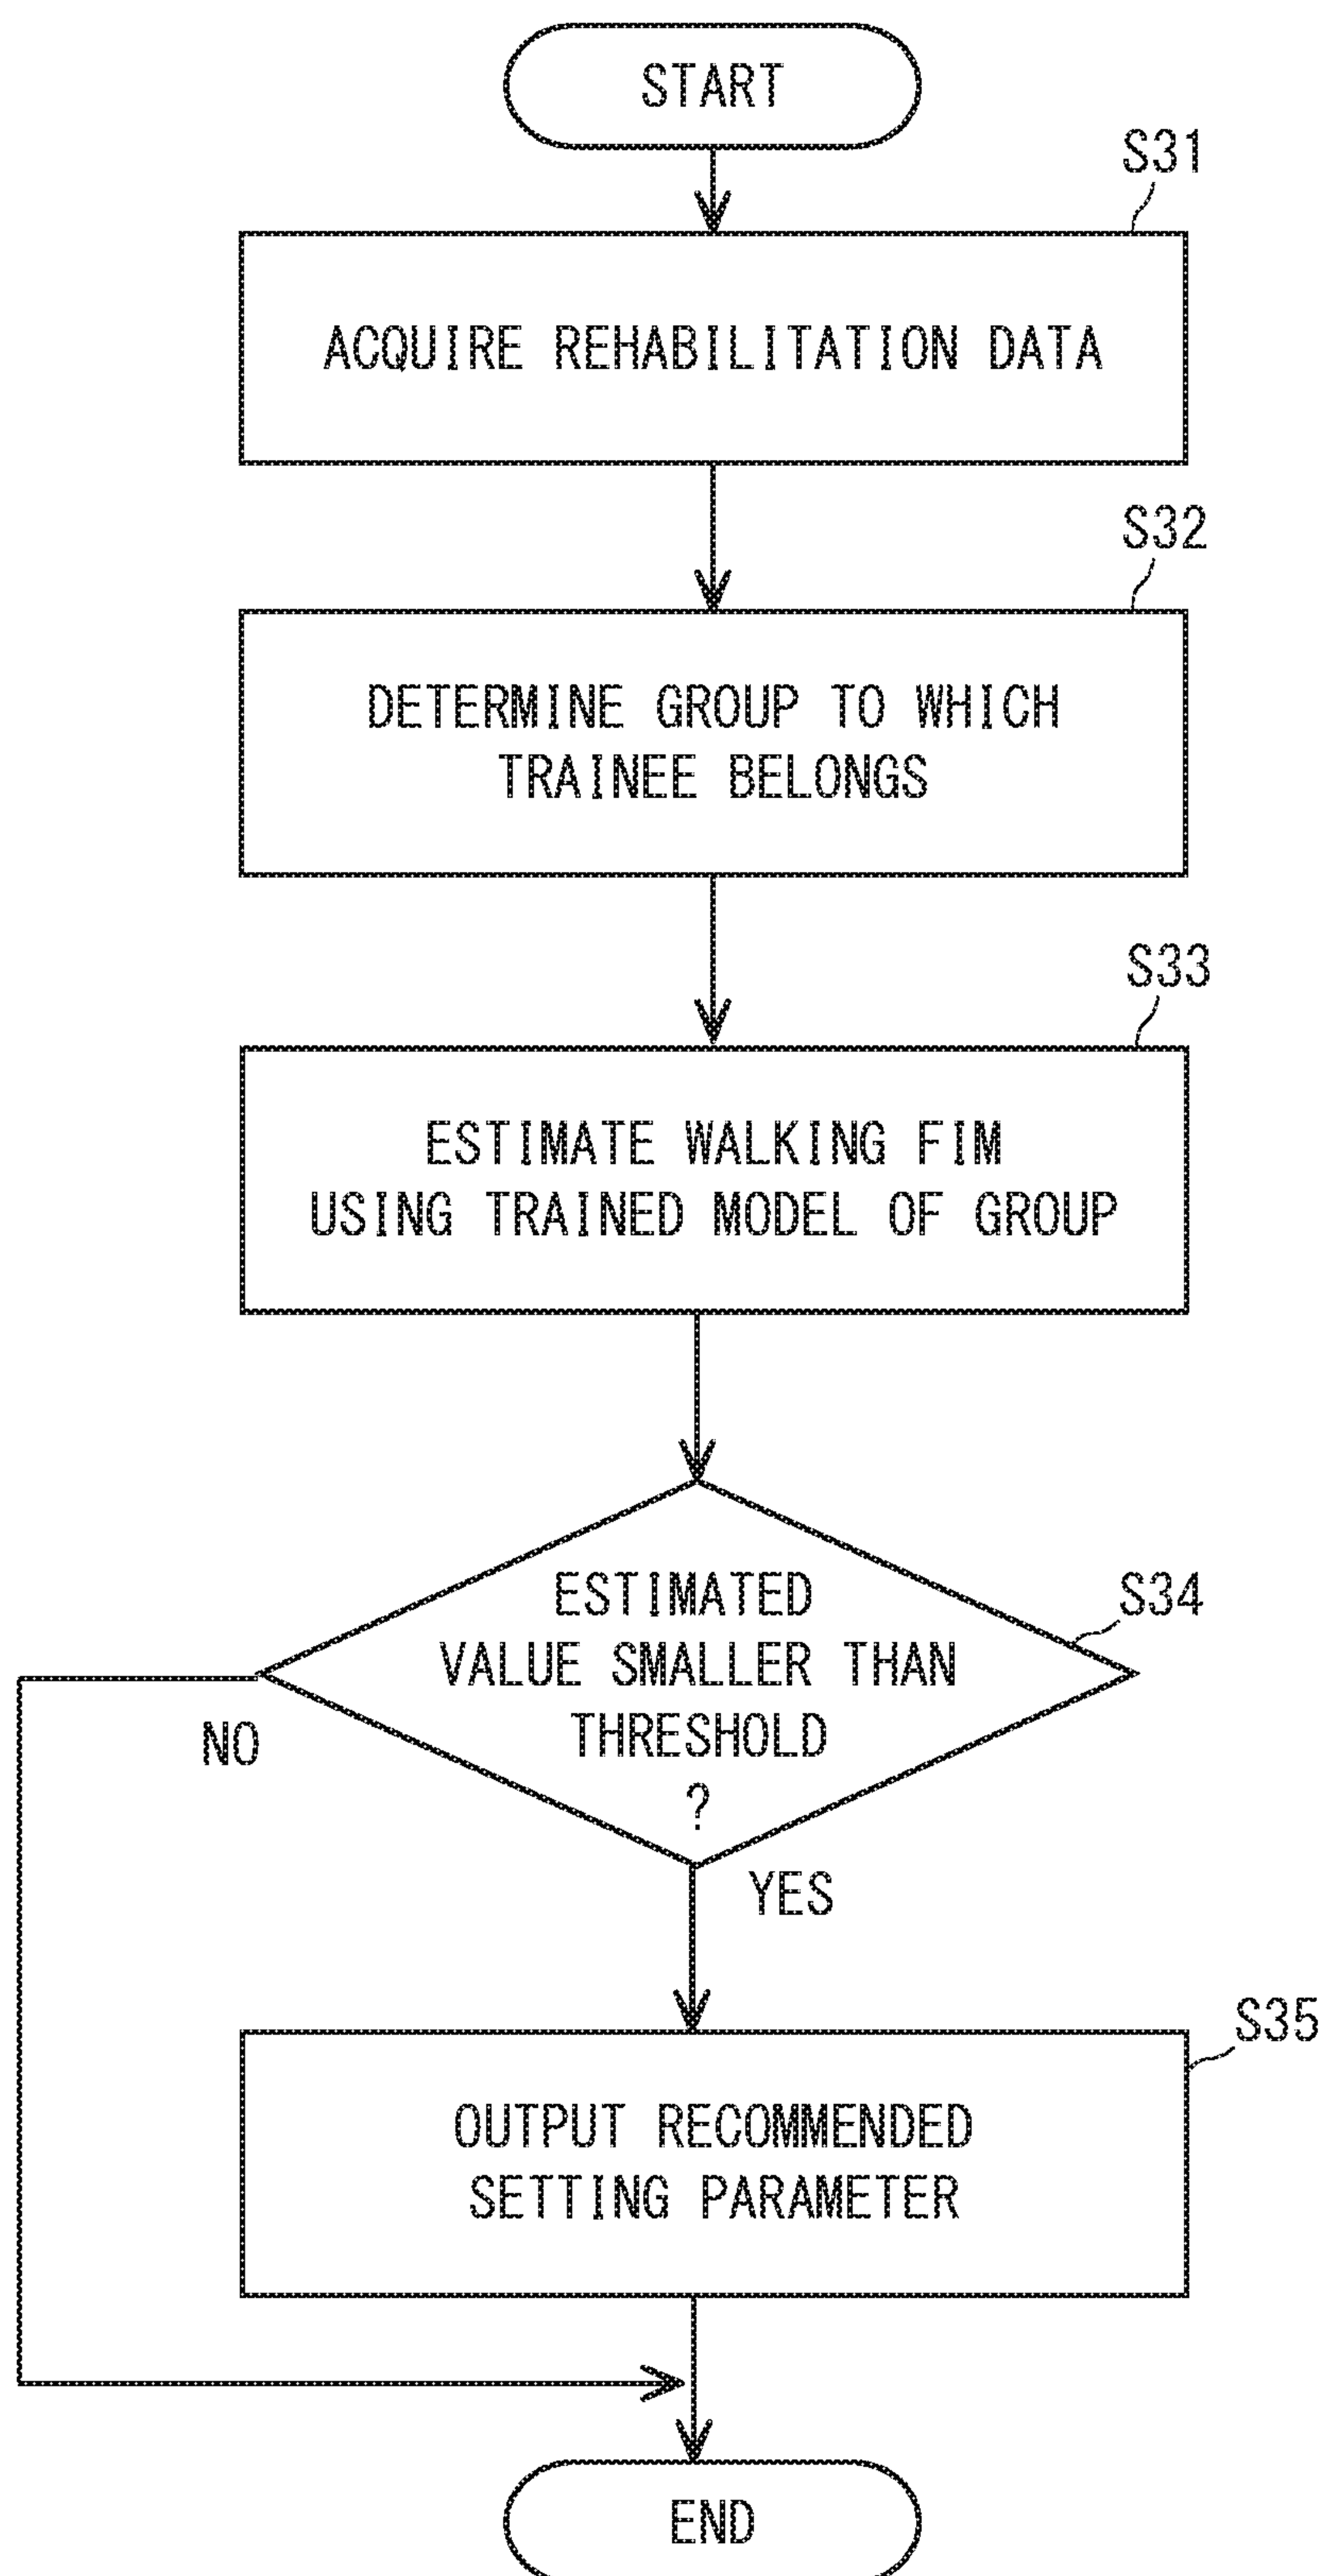 START
S31
ACQUIRE REHABILITATION DATA
S32
DETERMINE GROUP TO WHICH
TRAINEE BELONGS
S33
ESTIMATE WALKING FIM
USING TRAINED MODEL OF GROUP
S34
ESTIMATED
VALUE SMALLER THAN
THRESHOLD
?
NO
YES
S35
OUTPUT RECOMMENDED
SETTING PARAMETER
END